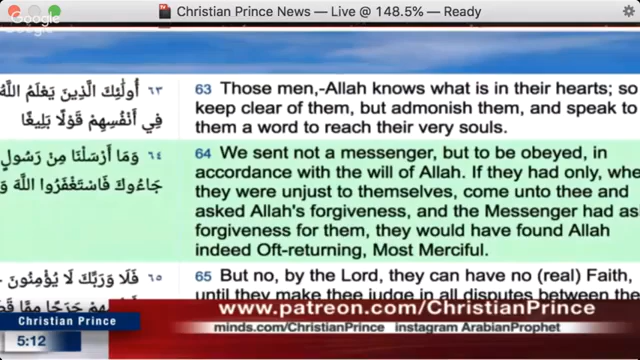 Christian Prince News — Live @ 148.5% — Ready
Google
Google
٦٣ أُولَٰئِكَ الَّذِينَ يَعْلَمُ اللَّهُ
فِي أَنْفُسِهِمْ قَوْلًا بَلِيغًا
63 Those men,-Allah knows what is in their hearts; so
keep clear of them, but admonish them, and speak to
them a word to reach their very souls.
٦٤ وَمَا أَرْسَلْنَا مِنْ رَسُولٍ
جَاءُوكَ فَاسْتَغْفَرُوا اللَّهَ
64 We sent not a messenger, but to be obeyed, in
accordance with the will of Allah. If they had only, whe
they were unjust to themselves, come unto thee and
asked Allah's forgiveness, and the Messenger had as
forgiveness for them, they would have found Allah
indeed Oft-returning, Most Merciful.
٦٥ فَلَا وَرَبِّكَ لَا يُؤْمِنُونَ
65 But no, by the Lord, they can have no (real) Faith,
until they make thee judge in all disputes between the
www.patreon.com/ChristianPrince
Christian Prince
minds.com/ChristianPrince instagram ArabianProphet
5:12